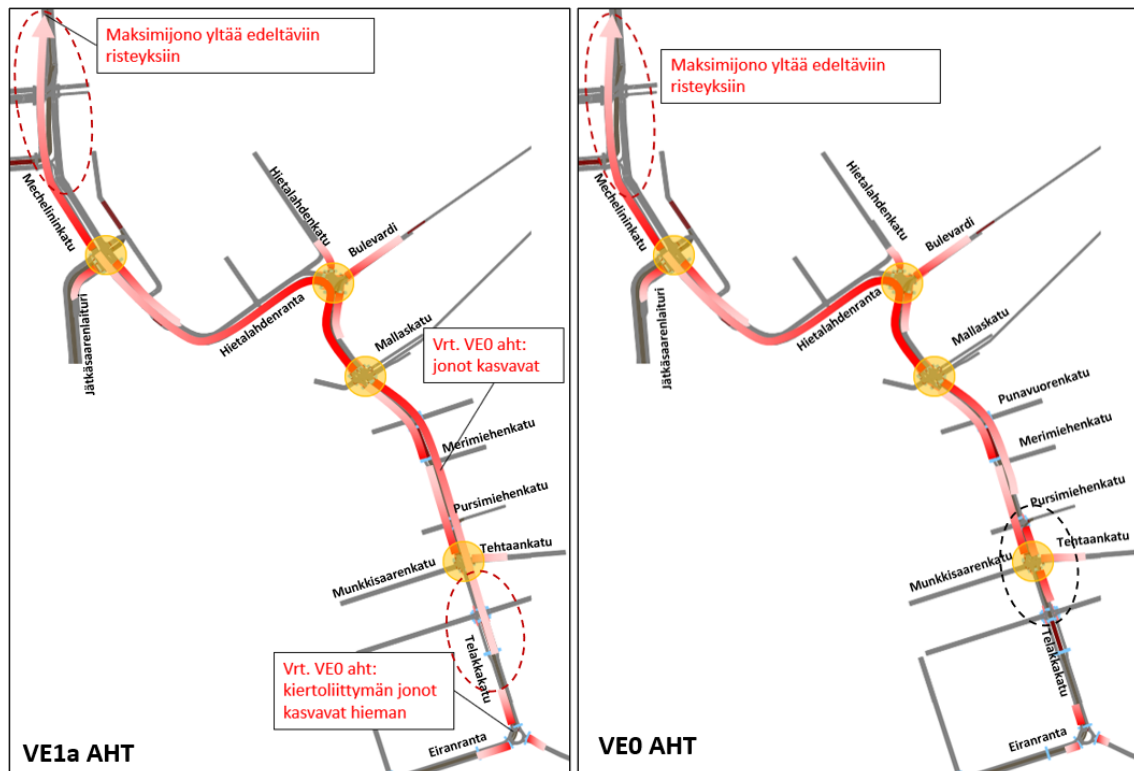 Maksimijono yltää edeltäviin
risteyksiin
Mechelininkatu
Jätkäsaarenlaituri
Hietalahdenkatu
Bulevardi
Hietalahdenranta
Mallaskatu
Vrt. VE0 aht:
jonot kasvavat
Merimiehenkatu
Pursimiehenkatu
Tehtaankatu
Munkkisaarenkatu
Telakkakatu
Vrt. VE0 aht:
kiertoliittymän jonot
kasvavat hieman
Eiranranta
VE1a AHT
Maksimijono yltää edeltäviin
risteyksiin
Mechelininkatu
Jätkäsaarenlaituri
Hietalahdenkatu
Bulevardi
Hietalahdenranta
Mallaskatu
Punavuorenkatu
Merimiehenkatu
Pursimiehenkatu
Tehtaankatu
Munkkisaarenkatu
Telakkakatu
Eiranranta
VE0 AHT